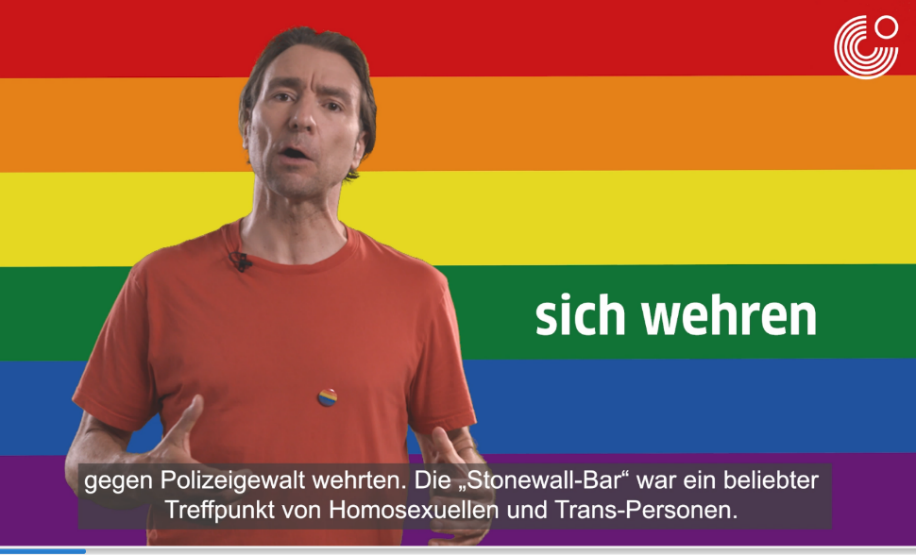 sich wehren
gegen Polizeigewalt wehrten. Die „Stonewall-Bar“ war ein beliebter
Treffpunkt von Homosexuellen und Trans-Personen.